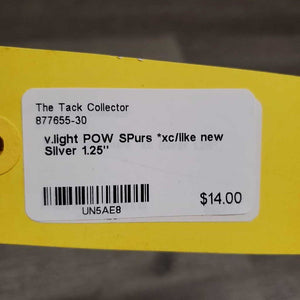 The Tack Collector
877655-30
v.light POW SPurs *xc/like new
Silver 1.25"
$14.00
UN5AE8